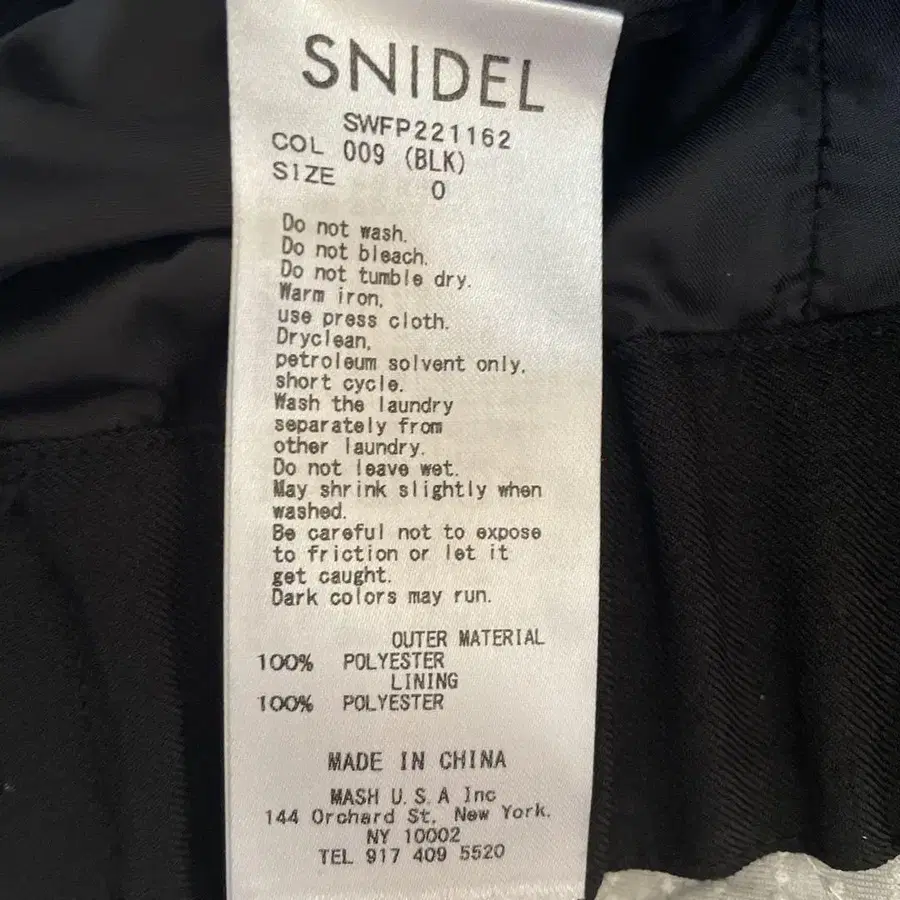 SNIDEL
SWFP221162
COL 009 (BLK)
SIZE 0
Do not wash.
Do not bleach.
Do not tumble dry.
Warm iron,
use press cloth.
Dryclean,
petroleum solvent only,
short cycle.
Wash the laundry
separately from
other laundry.
Do not leave wet.
May shrink slightly when
washed.
Be careful not to expose
to friction or let it
get caught.
Dark colors may run.
OUTER MATERIAL
100% POLYESTER
LINING
100% POLYESTER
MADE IN CHINA
MASH U.S.A Inc
144 Orchard St, New York.
NY 10002
TEL 917 409 5520